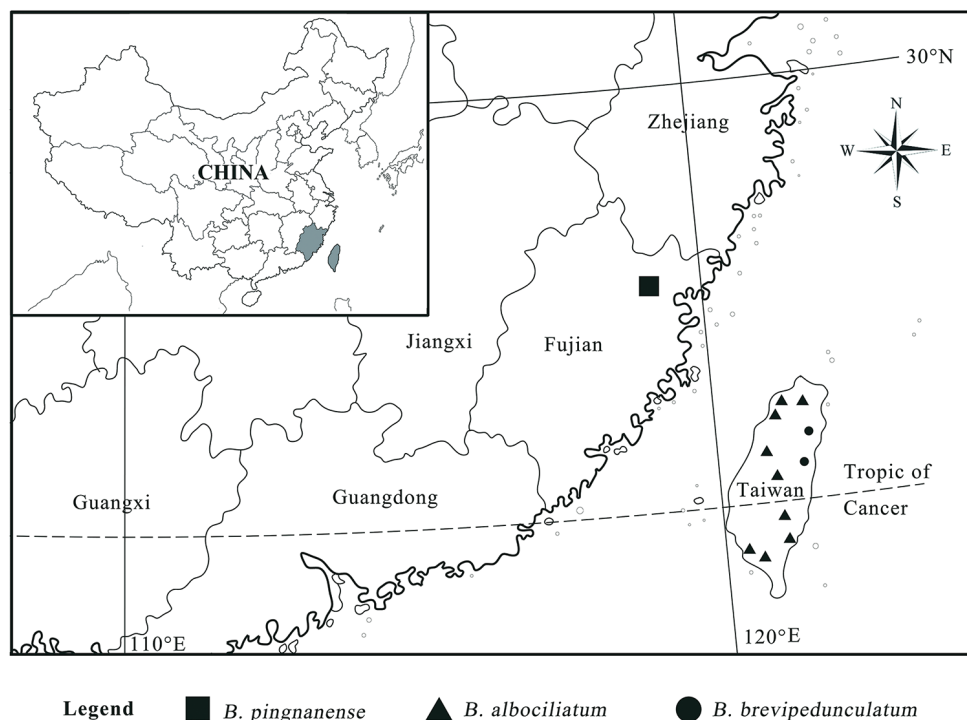 30°N
Zhejiang
N
W
E
S
CHINA
Jiangxi
Fujian
Guangxi
Guangdong
Taiwan
Tropic of
Cancer
110°E
120°E
Legend
B. pingnanense
B. albociliatum
B. brevipedunculatum